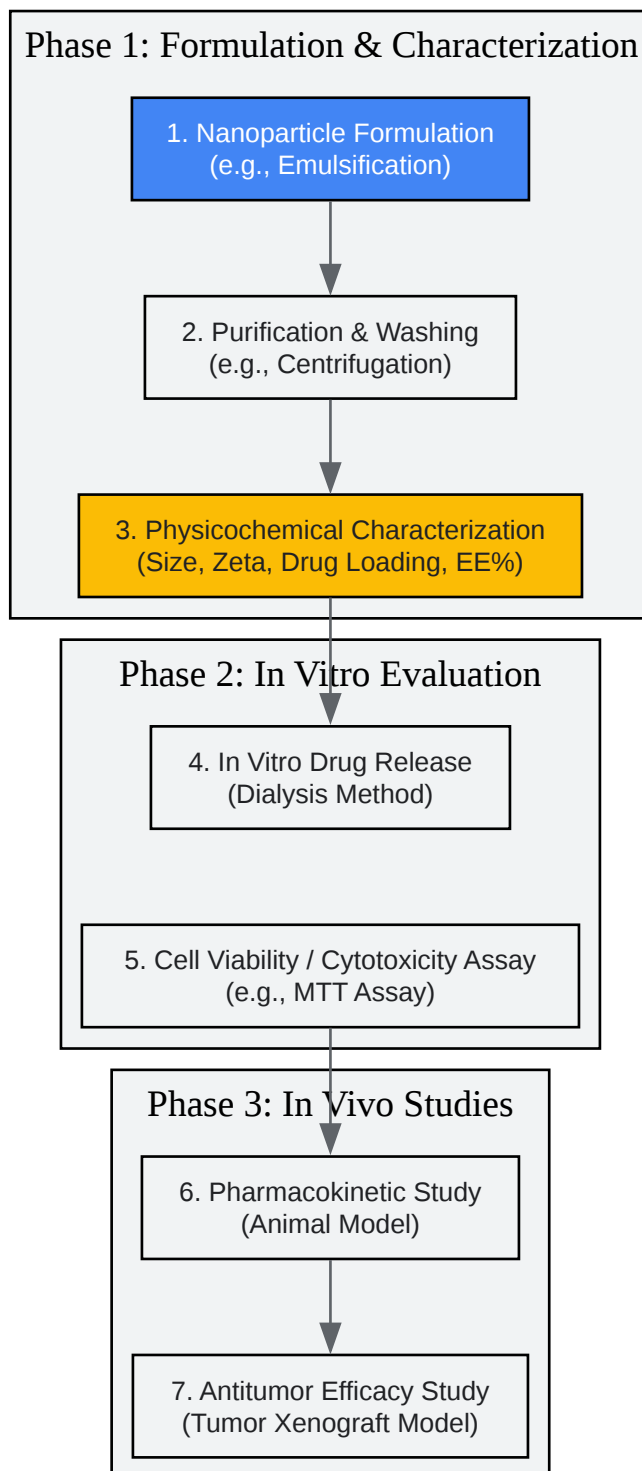 Phase 1: Formulation & Characterization
1. Nanoparticle Formulation
(e.g., Emulsification)
2. Purification & Washing
(e.g., Centrifugation)
3. Physicochemical Characterization
(Size, Zeta, Drug Loading, EE%)
Phase 2: In Vitro Evaluation
4. In Vitro Drug Release
(Dialysis Method)
5. Cell Viability / Cytotoxicity Assay
(e.g., MTT Assay)
Phase 3: In Vivo Studies
6. Pharmacokinetic Study
(Animal Model)
7. Antitumor Efficacy Study
(Tumor Xenograft Model)